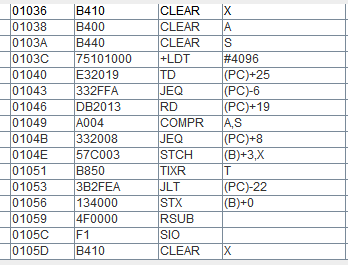 01036 B410 CLEAR X
01038 B400 CLEAR A
0103A B440 CLEAR S
0103C 75101000 +LDT #4096
01040 E32019 TD (PC)+25
01043 332FFA JEQ (PC)-6
01046 DB2013 RD (PC)+19
01049 A004 COMPR A,S
0104B 332008 JEQ (PC)+8
0104E 57C003 STCH (B)+3,X
01051 B850 TIXR T
01053 3B2FEA JLT (PC)-22
01056 134000 STX (B)+0
01059 4F0000 RSUB
0105C F1 SIO
0105D B410 CLEAR X